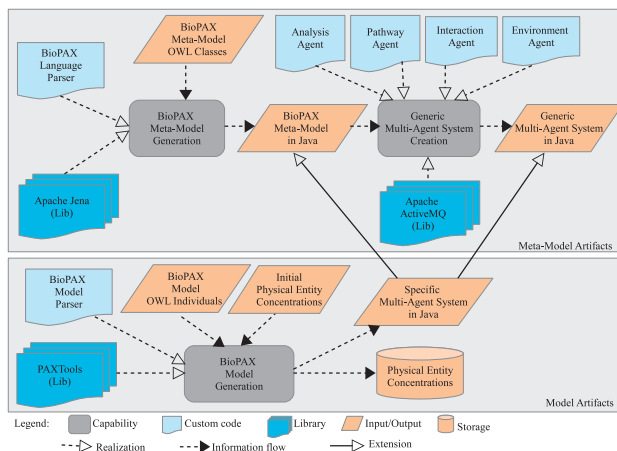 BioPAX
Language
Parser
BioPAX
Meta-Model
OWL Classes
Analysis
Agent
Pathway
Agent
Interaction
Agent
Environment
Agent
BioPAX
Meta-Model
Generation
BioPAX
Meta-Model
in Java
Generic
Multi-Agent System
Creation
Generic
Multi-Agent System
in Java
Apache Jena
(Lib)
Apache
ActiveMQ
(Lib)
Meta-Model Artifacts
BioPAX
Model
Parser
BioPAX
Model
OWL Individuals
Initial
Physical Entity
Concentrations
Specific
Multi-Agent System
in Java
PAXTools
(Lib)
BioPAX
Model
Generation
Physical Entity
Concentrations
Model Artifacts
Legend:
Capability
Custom code
Library
Input/Output
Storage
Realization
Information flow
Extension